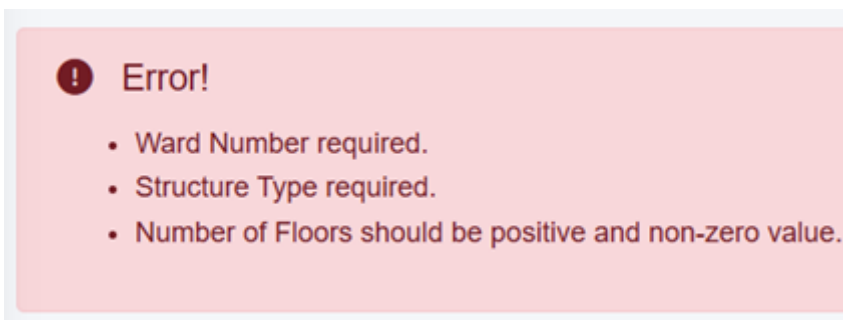 Error!
• Ward Number required.
• Structure Type required.
• Number of Floors should be positive and non-zero value.